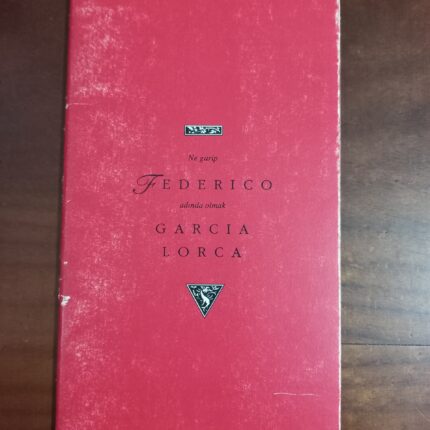 Ne garip
FEDERICO
adında olmak
GARCIA
LORCA